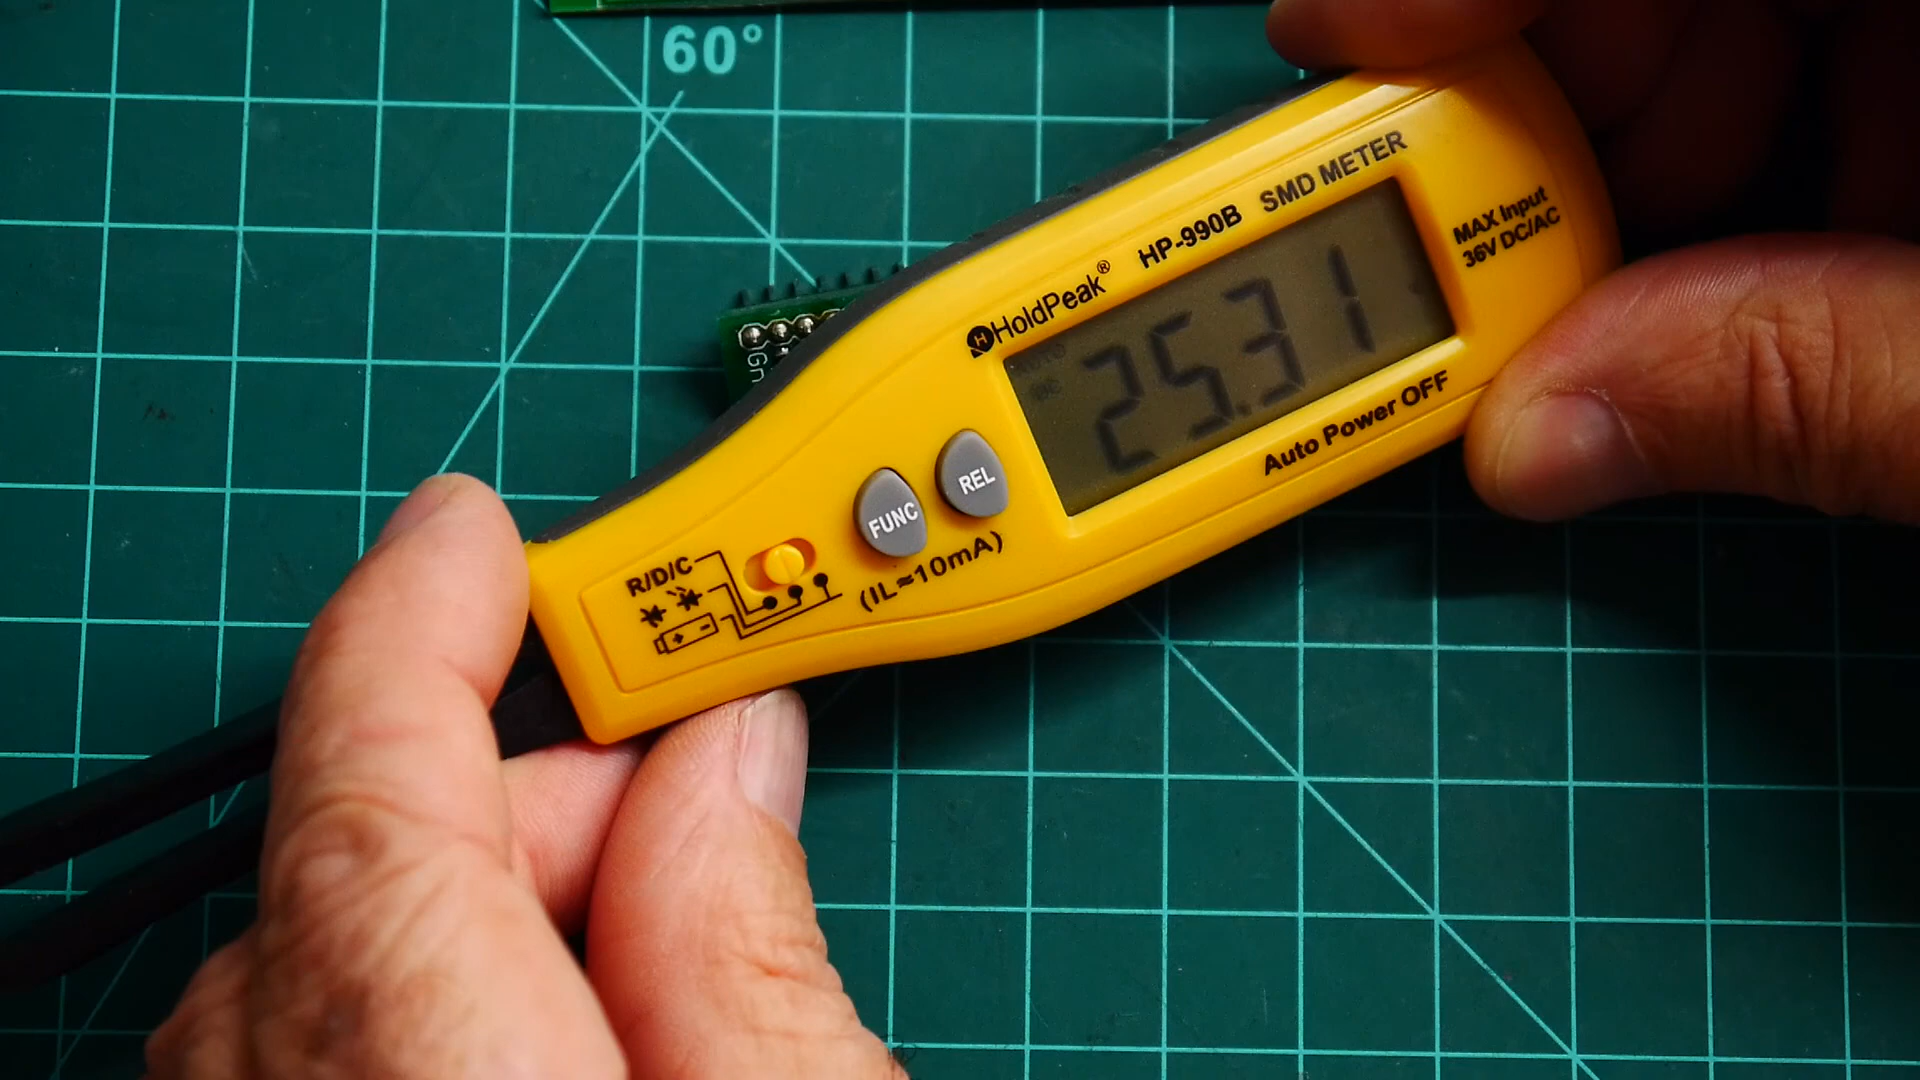 60°
HoldPeak®
HP-990B SMD METER
MAX Input
36V DC/AC
25.31
Auto Power OFF
REL
FUNC
(IL≈10mA)
R/D/C
+ -